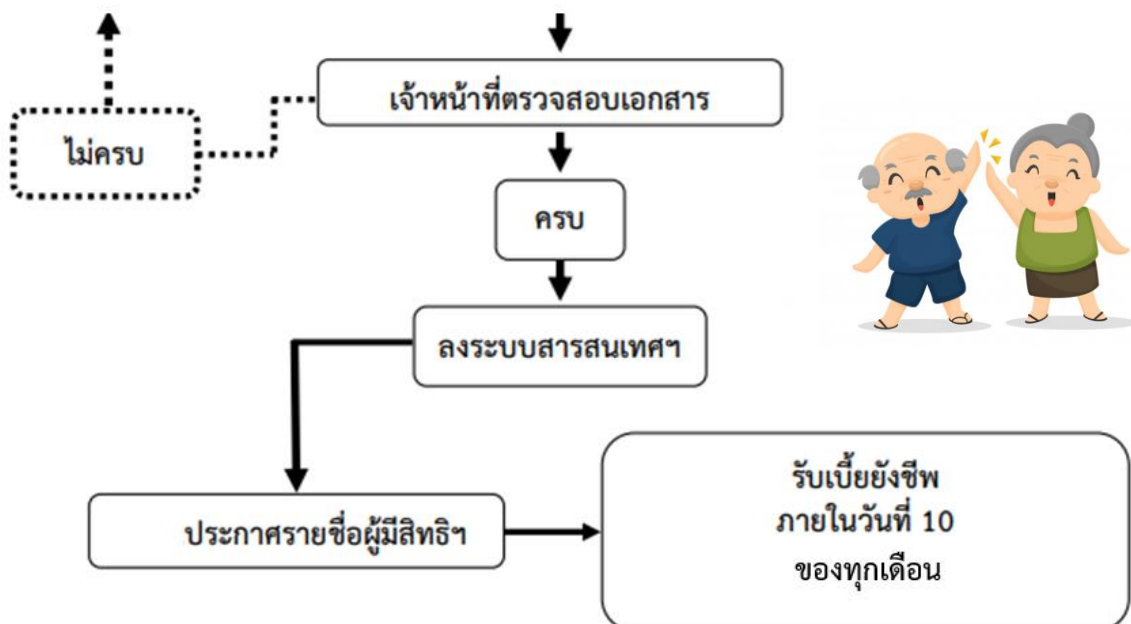 เจ้าหน้าที่ตรวจสอบเอกสาร
ไม่ครบ
ครบ
ลงระบบสารสนเทศฯ
ประกาศรายชื่อผู้มีสิทธิฯ
รับเบี้ยยังชีพ
ภายในวันที่ 10
ของทุกเดือน